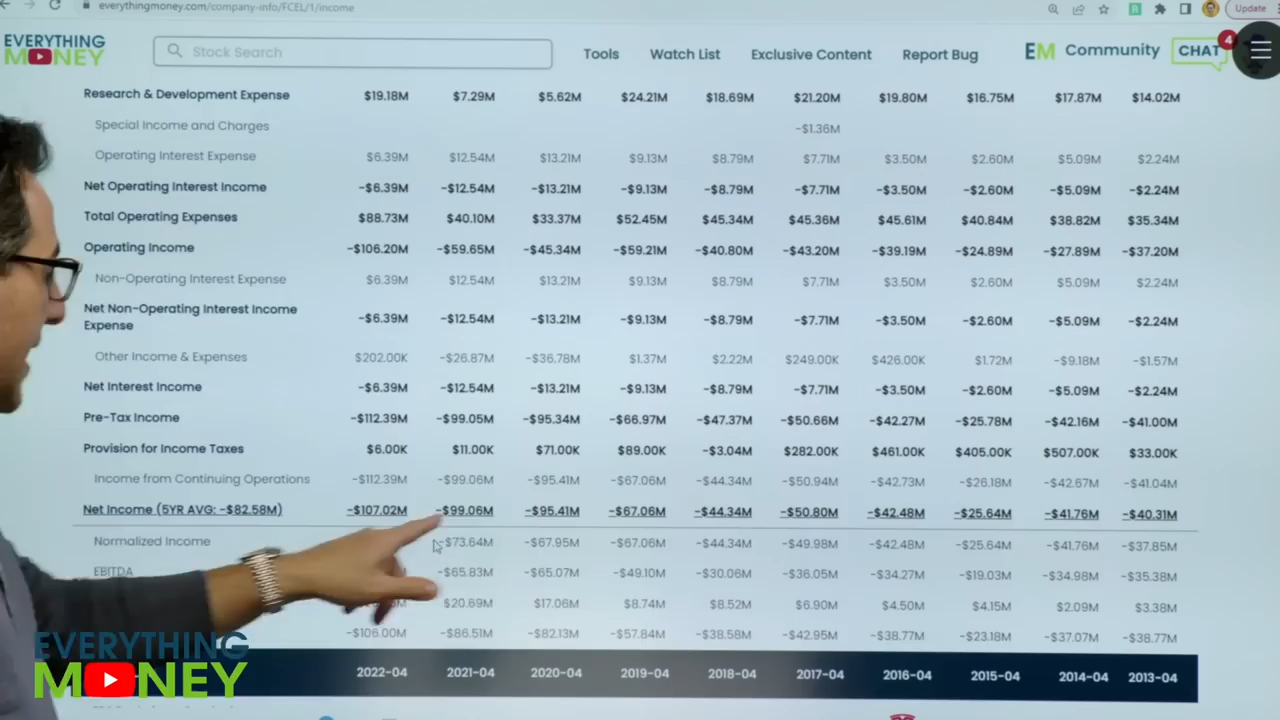 everythingmoney.com/company-info/FCEL/1/income
Update
EVERYTHING
MONEY
Stock Search
Tools
Watch List
Exclusive Content
Report Bug
EM Community
CHAT
4
Research & Development Expense $19.18M $7.29M $5.62M $24.21M $18.69M $21.20M $19.80M $16.75M $17.87M $14.02M
Special Income and Charges -$1.36M
Operating Interest Expense $6.39M $12.54M $13.21M $9.13M $8.79M $7.71M $3.50M $2.60M $5.09M $2.24M
Net Operating Interest Income -$6.39M -$12.54M -$13.21M -$9.13M -$8.79M -$7.71M -$3.50M -$2.60M -$5.09M -$2.24M
Total Operating Expenses $88.73M $40.10M $33.37M $52.45M $45.34M $45.36M $45.61M $40.84M $38.82M $35.34M
Operating Income -$106.20M -$59.65M -$45.34M -$59.21M -$40.80M -$43.20M -$39.19M -$24.89M -$27.89M -$37.20M
Non-Operating Interest Expense $6.39M $12.54M $13.21M $9.13M $8.79M $7.71M $3.50M $2.60M $5.09M $2.24M
Net Non-Operating Interest Income
Expense -$6.39M -$12.54M -$13.21M -$9.13M -$8.79M -$7.71M -$3.50M -$2.60M -$5.09M -$2.24M
Other Income & Expenses $202.00K -$26.87M -$36.78M $1.37M $2.22M $249.00K $426.00K $1.72M -$9.18M -$1.57M
Net Interest Income -$6.39M -$12.54M -$13.21M -$9.13M -$8.79M -$7.71M -$3.50M -$2.60M -$5.09M -$2.24M
Pre-Tax Income -$112.39M -$99.05M -$95.34M -$66.97M -$47.37M -$50.66M -$42.27M -$25.78M -$42.16M -$41.00M
Provision for Income Taxes $6.00K $11.00K $71.00K $89.00K -$3.04M $282.00K $461.00K $405.00K $507.00K $33.00K
Income from Continuing Operations -$112.39M -$99.06M -$95.41M -$67.06M -$44.34M -$50.94M -$42.73M -$26.18M -$42.67M -$41.04M
Net Income (5YR AVG: -$82.58M) -$107.02M -$99.06M -$95.41M -$67.06M -$44.34M -$50.80M -$42.48M -$25.64M -$41.76M -$40.31M
Normalized Income -$73.64M -$67.95M -$67.06M -$44.34M -$49.98M -$42.48M -$25.64M -$41.76M -$37.85M
EBITDA -$65.83M -$65.07M -$49.10M -$30.06M -$36.05M -$34.27M -$19.03M -$34.98M -$35.38M
$20.69M $17.06M $8.74M $8.52M $6.90M $4.50M $4.15M $2.09M $3.38M
-$106.00M -$86.51M -$82.13M -$57.84M -$38.58M -$42.95M -$38.77M -$23.18M -$37.07M -$38.77M
2022-04 2021-04 2020-04 2019-04 2018-04 2017-04 2016-04 2015-04 2014-04 2013-04
EVERYTHING
MONEY